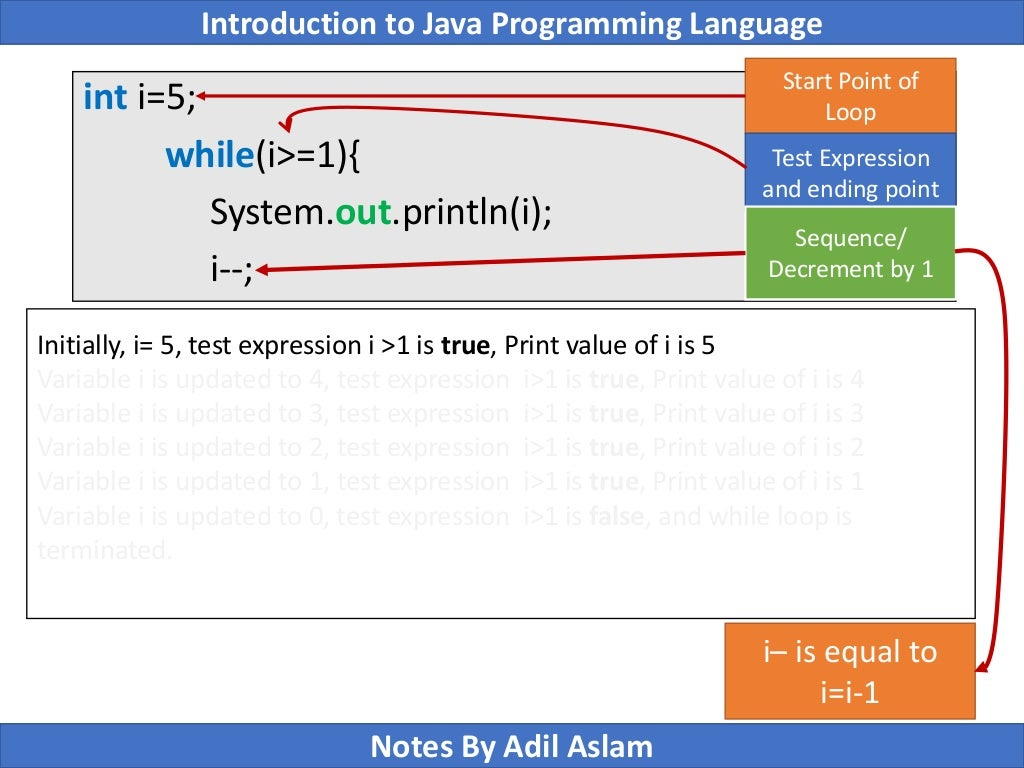 Introduction to Java Programming Language
int i=5;
while(i>=1){
System.out.println(i);
i--;
Start Point of
Loop
Test Expression
and ending point
Sequence/
Decrement by 1
Initially, i= 5, test expression i >1 is true, Print value of i is 5
Variable i is updated to 4, test expression  i>1 is true, Print value of i is 4
Variable i is updated to 3, test expression  i>1 is true, Print value of i is 3
Variable i is updated to 2, test expression  i>1 is true, Print value of i is 2
Variable i is updated to 1, test expression  i>1 is true, Print value of i is 1
Variable i is updated to 0, test expression  i>1 is false, and while loop is
terminated.
i– is equal to
i=i-1
Notes By Adil Aslam